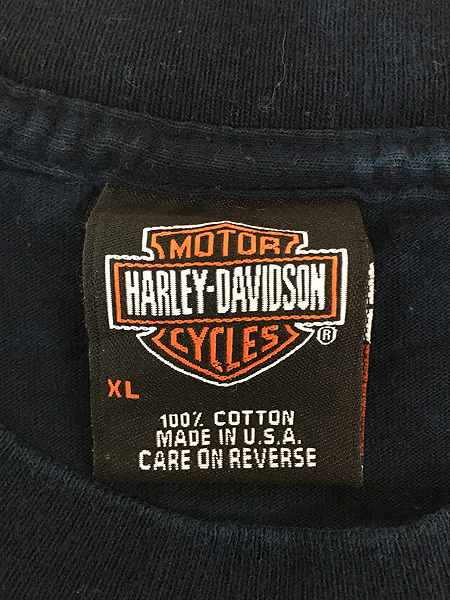 MOTOR
HARLEY-DAVIDSON
CYCLES
®
XL
100% COTTON
MADE IN U.S.A.
CARE ON REVERSE